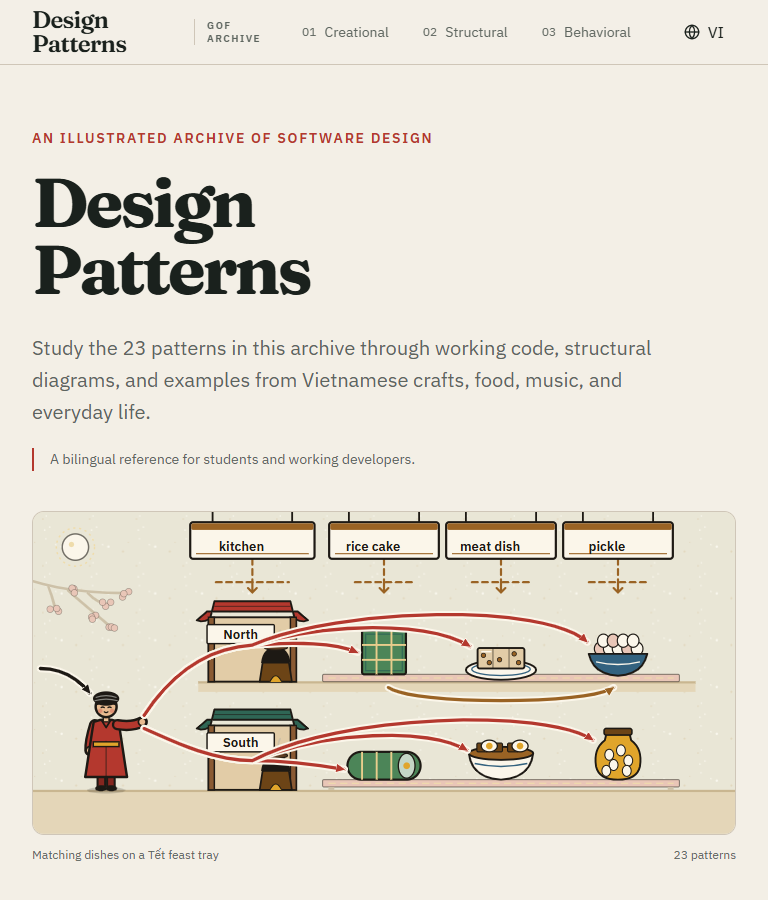 Design
Patterns
GOF
ARCHIVE
01 Creational
02 Structural
03 Behavioral
VI
AN ILLUSTRATED ARCHIVE OF SOFTWARE DESIGN
Design
Patterns
Study the 23 patterns in this archive through working code, structural
diagrams, and examples from Vietnamese crafts, food, music, and
everyday life.
A bilingual reference for students and working developers.
kitchen
rice cake
meat dish
pickle
North
South
Matching dishes on a Tết feast tray
23 patterns